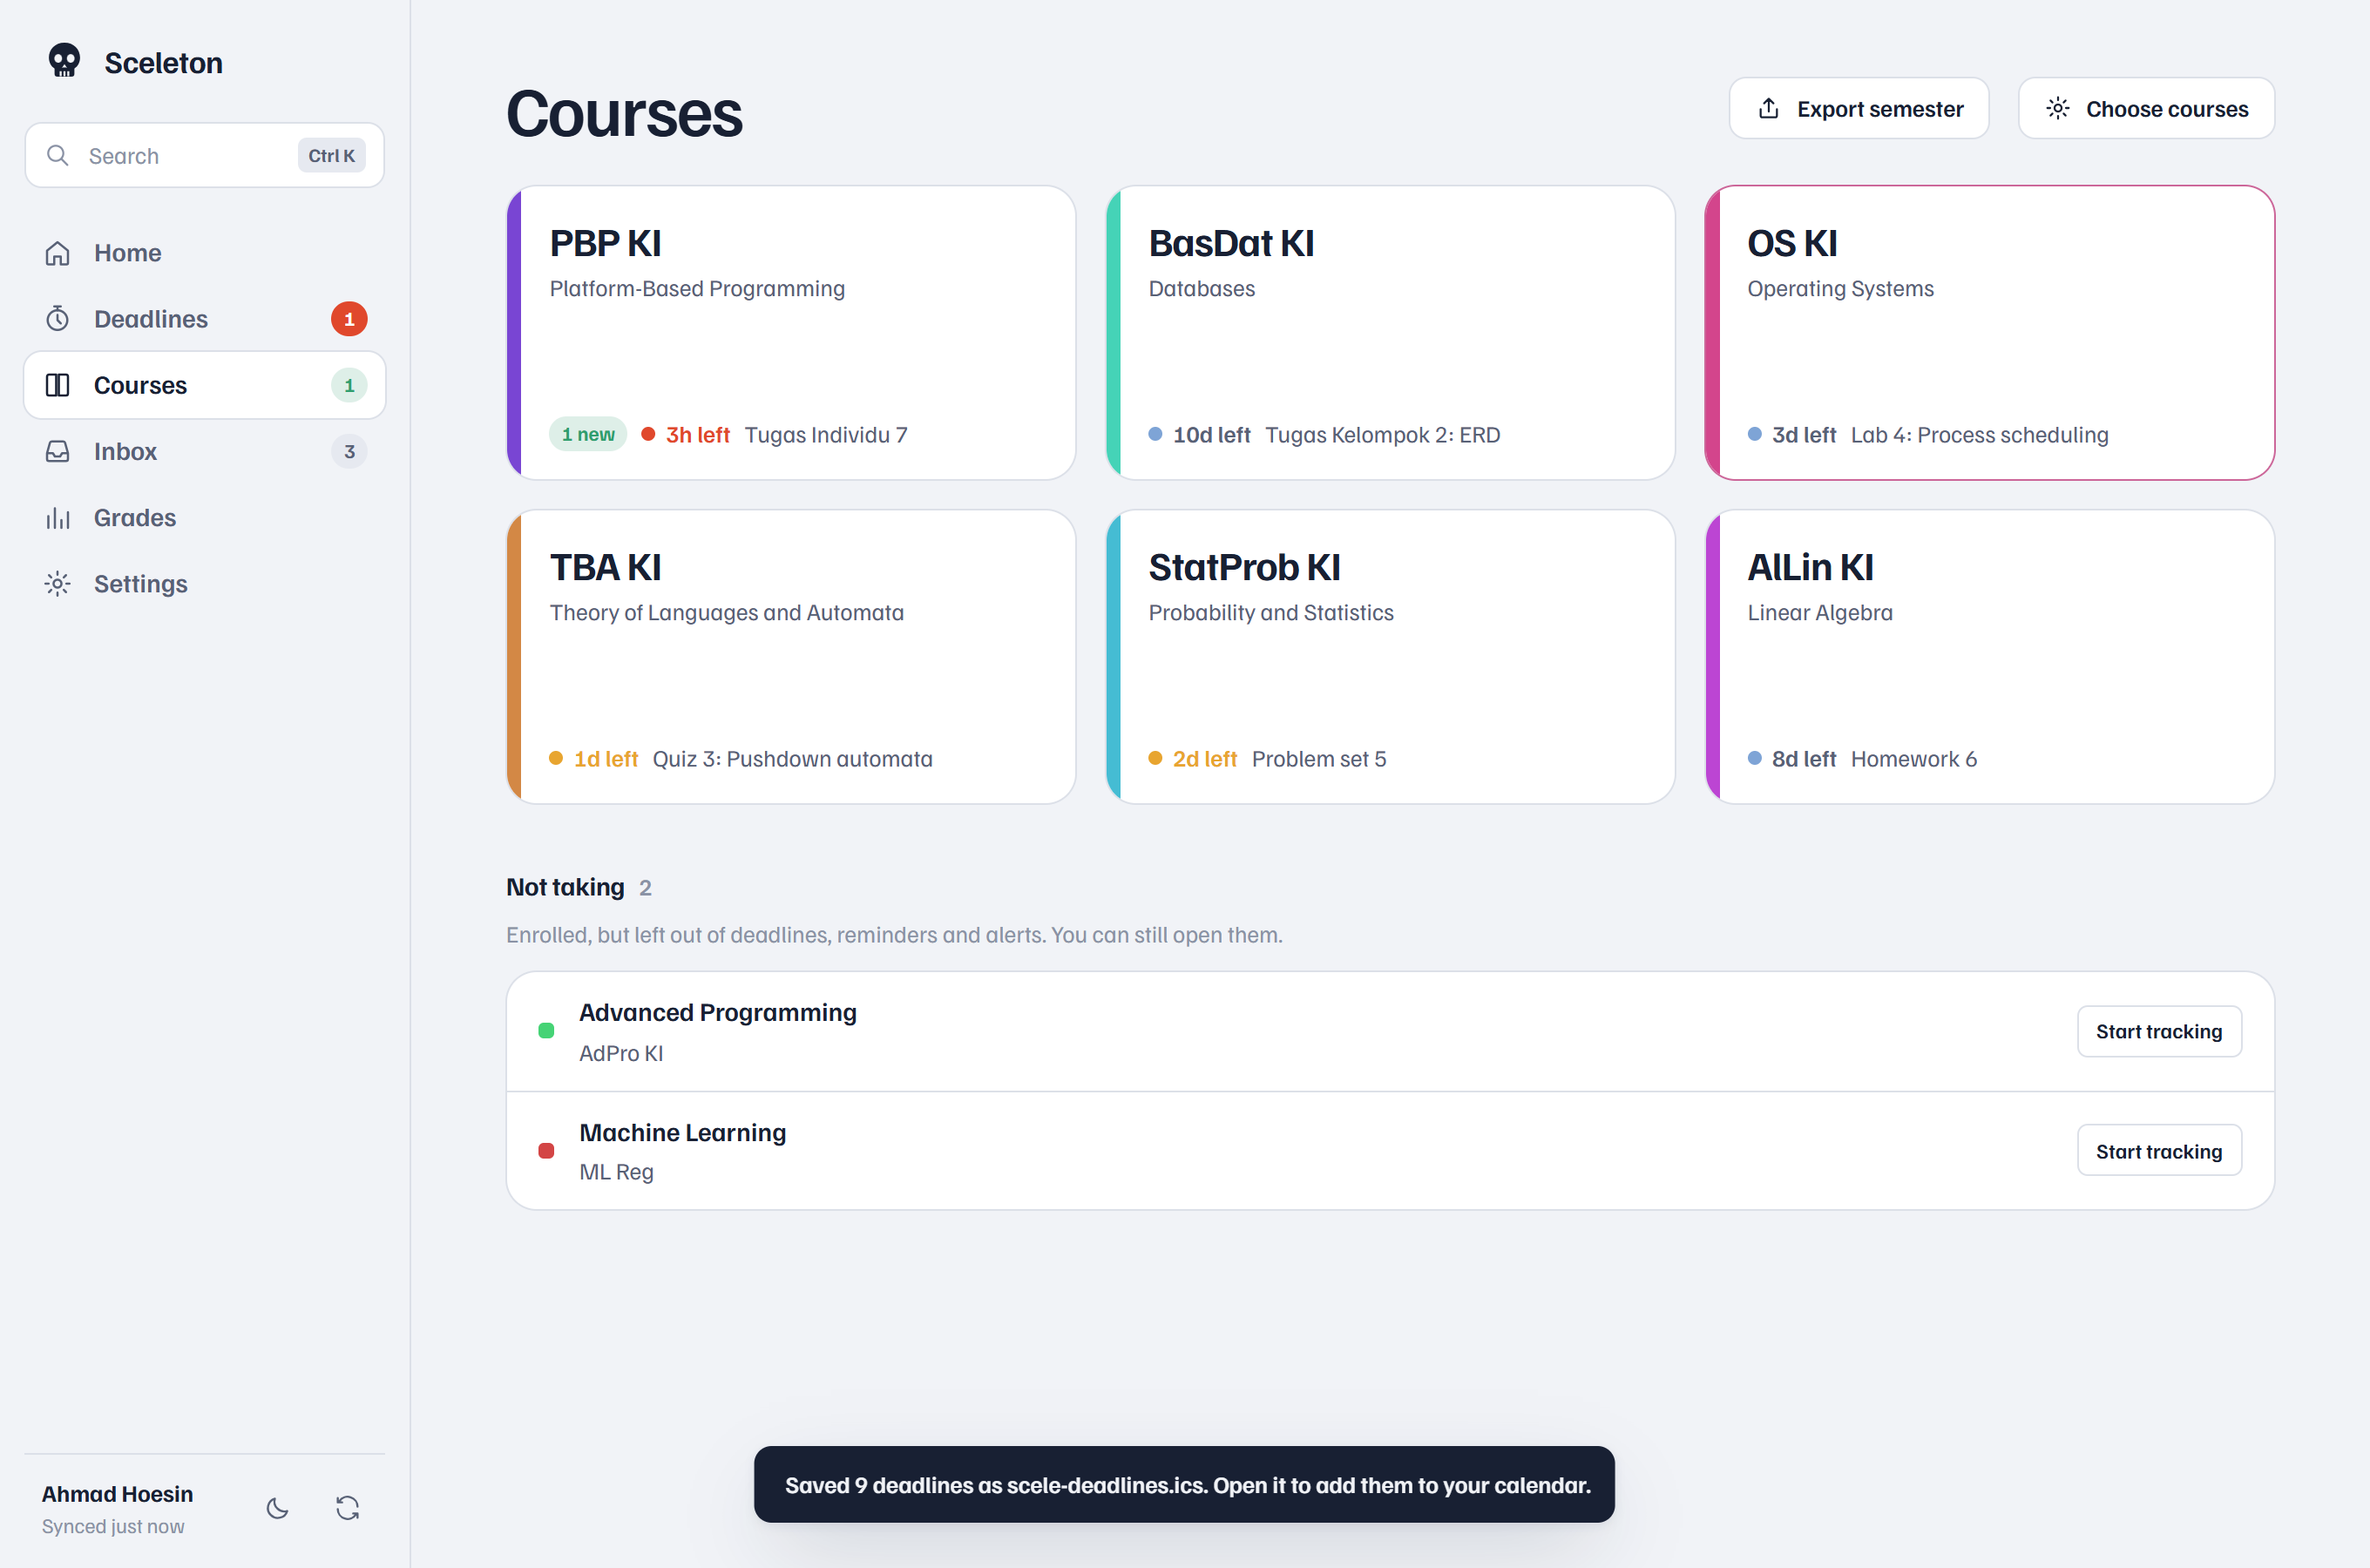 Sceleton
Search
Ctrl K
Home
Deadlines 1
Courses 1
Inbox 3
Grades
Settings
Ahmad Hoesin
Synced just now
Courses
Export semester
Choose courses
PBP KI
Platform-Based Programming
1 new 3h left Tugas Individu 7
BasDat KI
Databases
10d left Tugas Kelompok 2: ERD
OS KI
Operating Systems
3d left Lab 4: Process scheduling
TBA KI
Theory of Languages and Automata
1d left Quiz 3: Pushdown automata
StatProb KI
Probability and Statistics
2d left Problem set 5
AlLin KI
Linear Algebra
8d left Homework 6
Not taking 2
Enrolled, but left out of deadlines, reminders and alerts. You can still open them.
Advanced Programming
AdPro KI
Start tracking
Machine Learning
ML Reg
Start tracking
Saved 9 deadlines as scele-deadlines.ics. Open it to add them to your calendar.